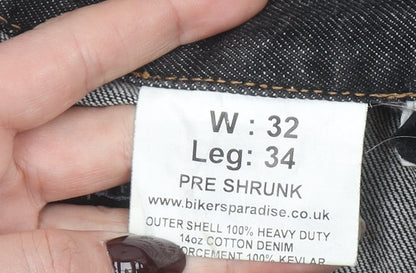 W : 32
Leg: 34
PRE SHRUNK
www.bikersparadise.co.uk
OUTER SHELL 100% HEAVY DUTY
14oz COTTON DENIM
FORCEMENT 100% KEVLAR